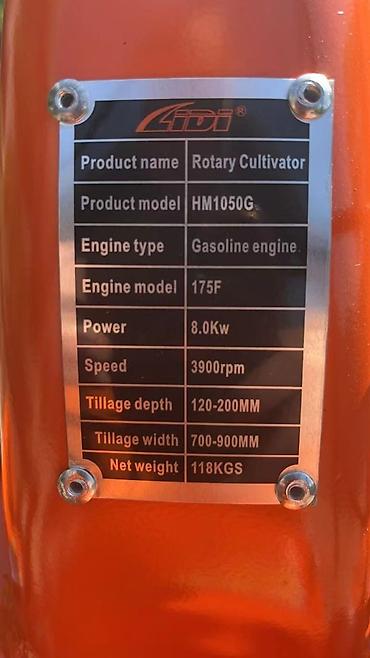 LiDi®
Product name Rotary Cultivator
Product model HM1050G
Engine type Gasoline engine
Engine model 175F
Power 8.0Kw
Speed 3900rpm
Tillage depth 120-200MM
Tillage width 700-900MM
Net weight 118KGS